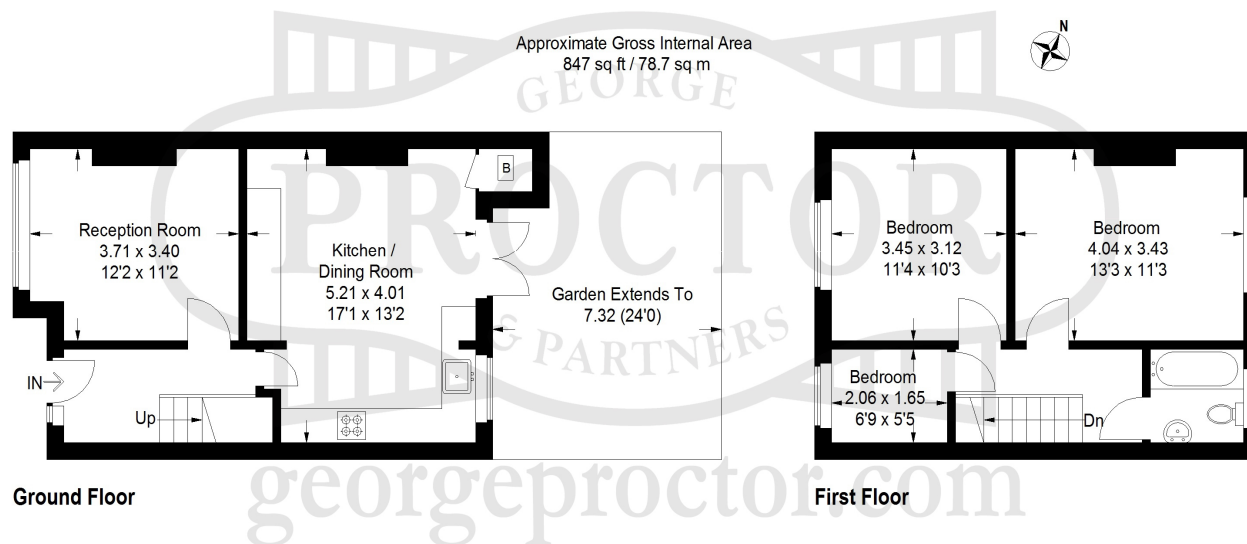 Approximate Gross Internal Area
847 sq ft / 78.7 sq m
N
GEORGE
PROCTOR
& PARTNERS
georgeproctor.com
Reception Room
3.71 x 3.40
12'2 x 11'2
Kitchen /
Dining Room
5.21 x 4.01
17'1 x 13'2
B
Garden Extends To
7.32 (24'0)
IN
Up
Ground Floor
Bedroom
3.45 x 3.12
11'4 x 10'3
Bedroom
4.04 x 3.43
13'3 x 11'3
Bedroom
2.06 x 1.65
6'9 x 5'5
Dn
First Floor